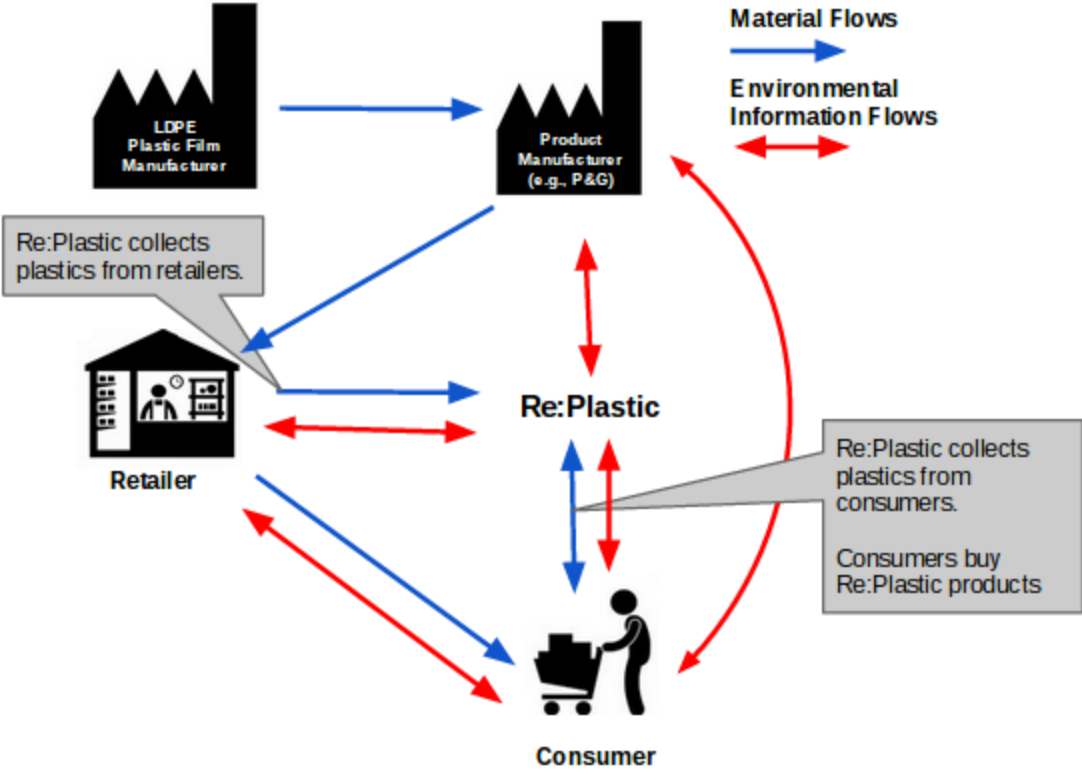 Material Flows
Environmental
Information Flows
LDPE
Plastic Film
Manufacturer
Product
Manufacturer
(e.g., P&G)
Re:Plastic collects
plastics from retailers.
Retailer
Re:Plastic
Re:Plastic collects
plastics from
consumers.
Consumers buy
Re:Plastic products
Consumer